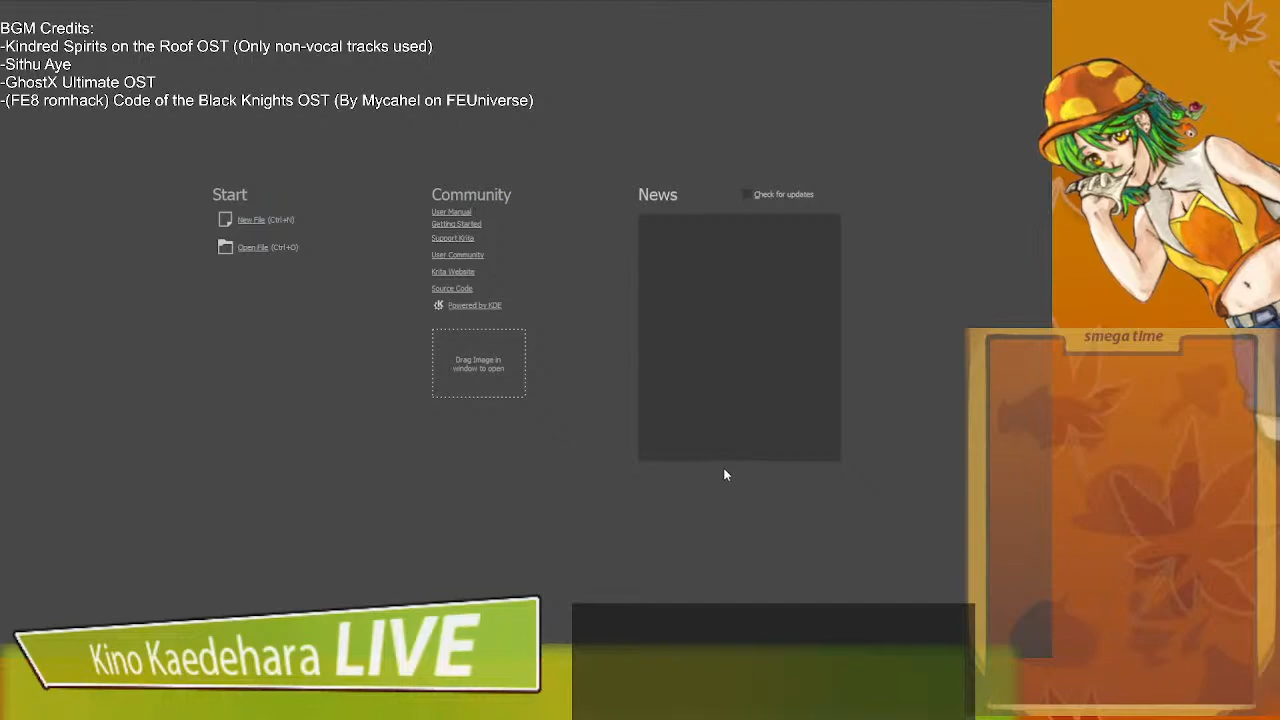 BGM Credits:
-Kindred Spirits on the Roof OST (Only non-vocal tracks used)
-Sithu Aye
-GhostX Ultimate OST
-(FE8 romhack) Code of the Black Knights OST (By Mycahel on FEUniverse)
Start
New File (Ctrl+N)
Open File (Ctrl+O)
Community
User Manual
Getting Started
Support Krita
User Community
Krita Website
Source Code
Powered by KDE
Drag Image in
window to open
News
Check for updates
smega time
Kino Kaedehara LIVE